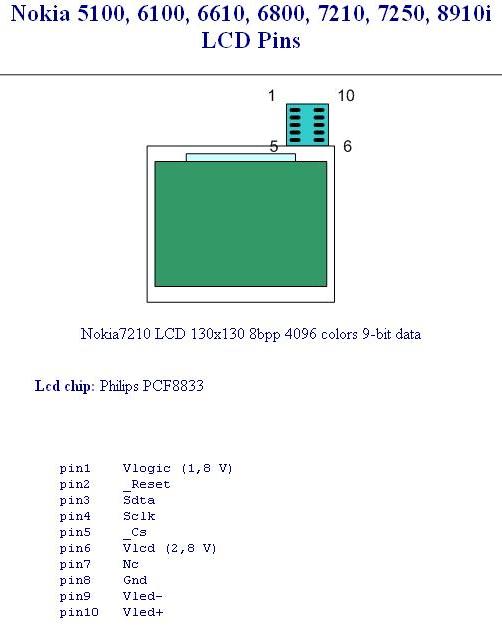 Nokia 5100, 6100, 6610, 6800, 7210, 7250, 8910i
LCD Pins
1 10
5 6
Nokia7210 LCD 130x130 8bpp 4096 colors 9-bit data
Lcd chip: Philips PCF8833
pin1 Vlogic (1,8 V)
pin2 _Reset
pin3 Sdta
pin4 Sclk
pin5 _Cs
pin6 Vlcd (2,8 V)
pin7 Nc
pin8 Gnd
pin9 Vled-
pin10 Vled+